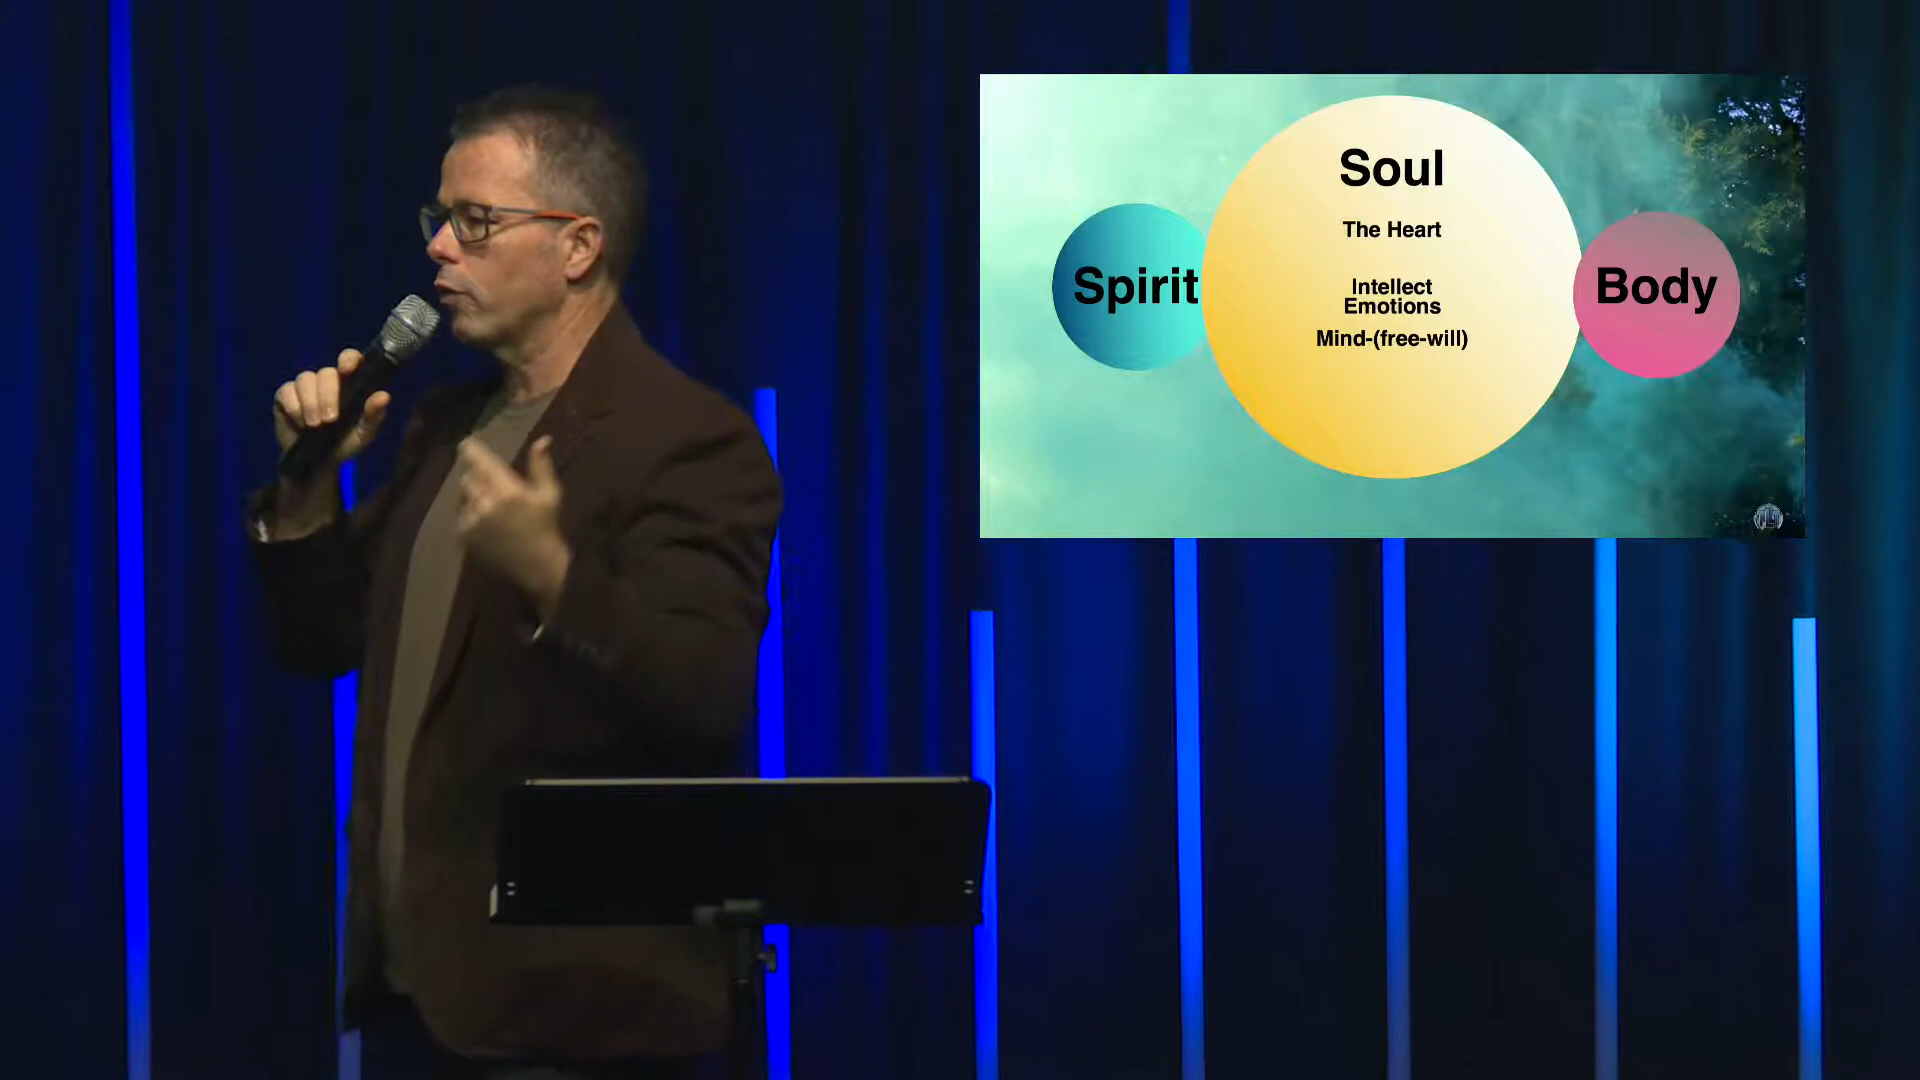 Soul
The Heart
Spirit
Body
Intellect
Emotions
Mind-(free-will)